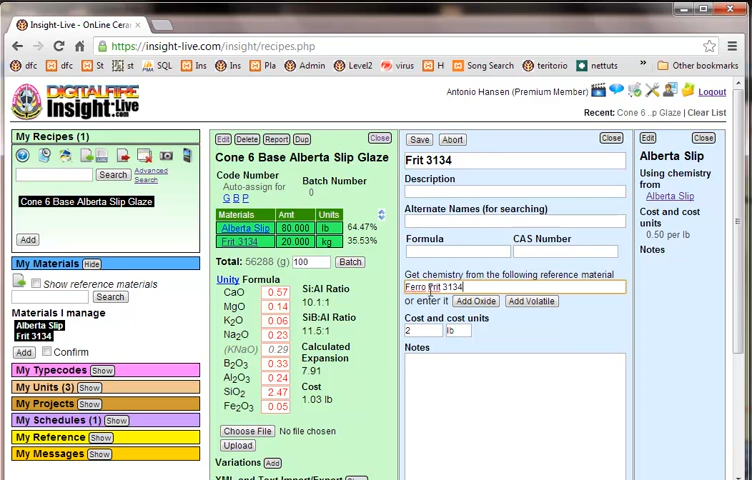 Insight-Live - OnLine Cera
https://insight-live.com/insight/recipes.php
dfc dfc St st SQL Ins Ins Pla Admin Level2 virus H Song Search teritorio nettuts » Other bookmarks
DIGITALFIRE
Insight-Live
Antonio Hansen (Premium Member) Logout
Recent: Cone 6 ..p Glaze | Clear List
My Recipes (1)
Search Advanced Search
Cone 6 Base Alberta Slip Glaze
Add
My Materials Hide
Show reference materials
Search
Materials I manage
Alberta Slip
Frit 3134
Add Confirm
My Typecodes Show
My Units (3) Show
My Projects Show
My Schedules (1) Show
My Reference Show
My Messages Show
Edit Delete Report Dup Close
Cone 6 Base Alberta Slip Glaze
Code Number Batch Number
Auto-assign for 0
G B P
Materials Amt Units
Alberta Slip 80.000 lb 64.47%
Frit 3134 20.000 kg 35.53%
Total: 56288 (g) 100 Batch
Unity Formula
CaO 0.57
MgO 0.14
K2O 0.06
Na2O 0.23
(KNaO) 0.29
B2O3 0.33
Al2O3 0.24
SiO2 2.47
Fe2O3 0.05
Si:Al Ratio
10.1:1
SiB:Al Ratio
11.5:1
Calculated
Expansion
7.91
Cost
1.03 lb
Choose File No file chosen
Upload
Variations Add
Save Abort Close
Frit 3134
Description
Alternate Names (for searching)
Formula CAS Number
Get chemistry from the following reference material
Ferro Frit 3134
or enter it Add Oxide Add Volatile
Cost and cost units
2 lb
Notes
Edit Close
Alberta Slip
Using chemistry
from
Alberta Slip
Cost and cost
units
0.50 per lb
Notes